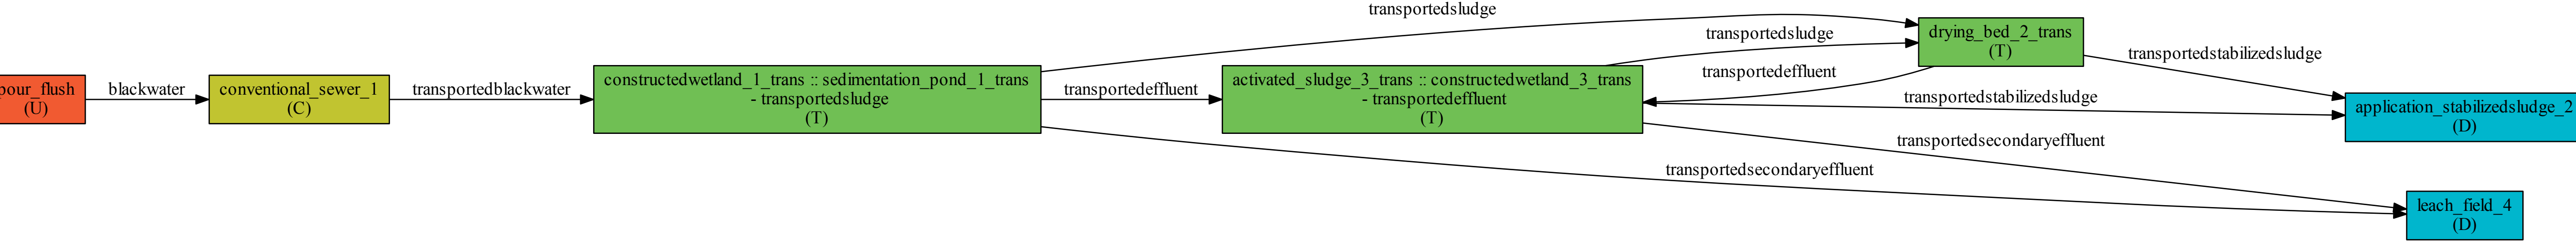 pour_flush
(U)
blackwater
conventional_sewer_1
(C)
transportedblackwater
constructedwetland_1_trans :: sedimentation_pond_1_trans
- transportedsludge
(T)
transportedsludge
transportedeffluent
transportedsecondaryeffluent
activated_sludge_3_trans :: constructedwetland_3_trans
- transportedeffluent
(T)
transportedsludge
transportedeffluent
transportedstabilizedsludge
transportedsecondaryeffluent
drying_bed_2_trans
(T)
transportedstabilizedsludge
application_stabilizedsludge_2
(D)
leach_field_4
(D)